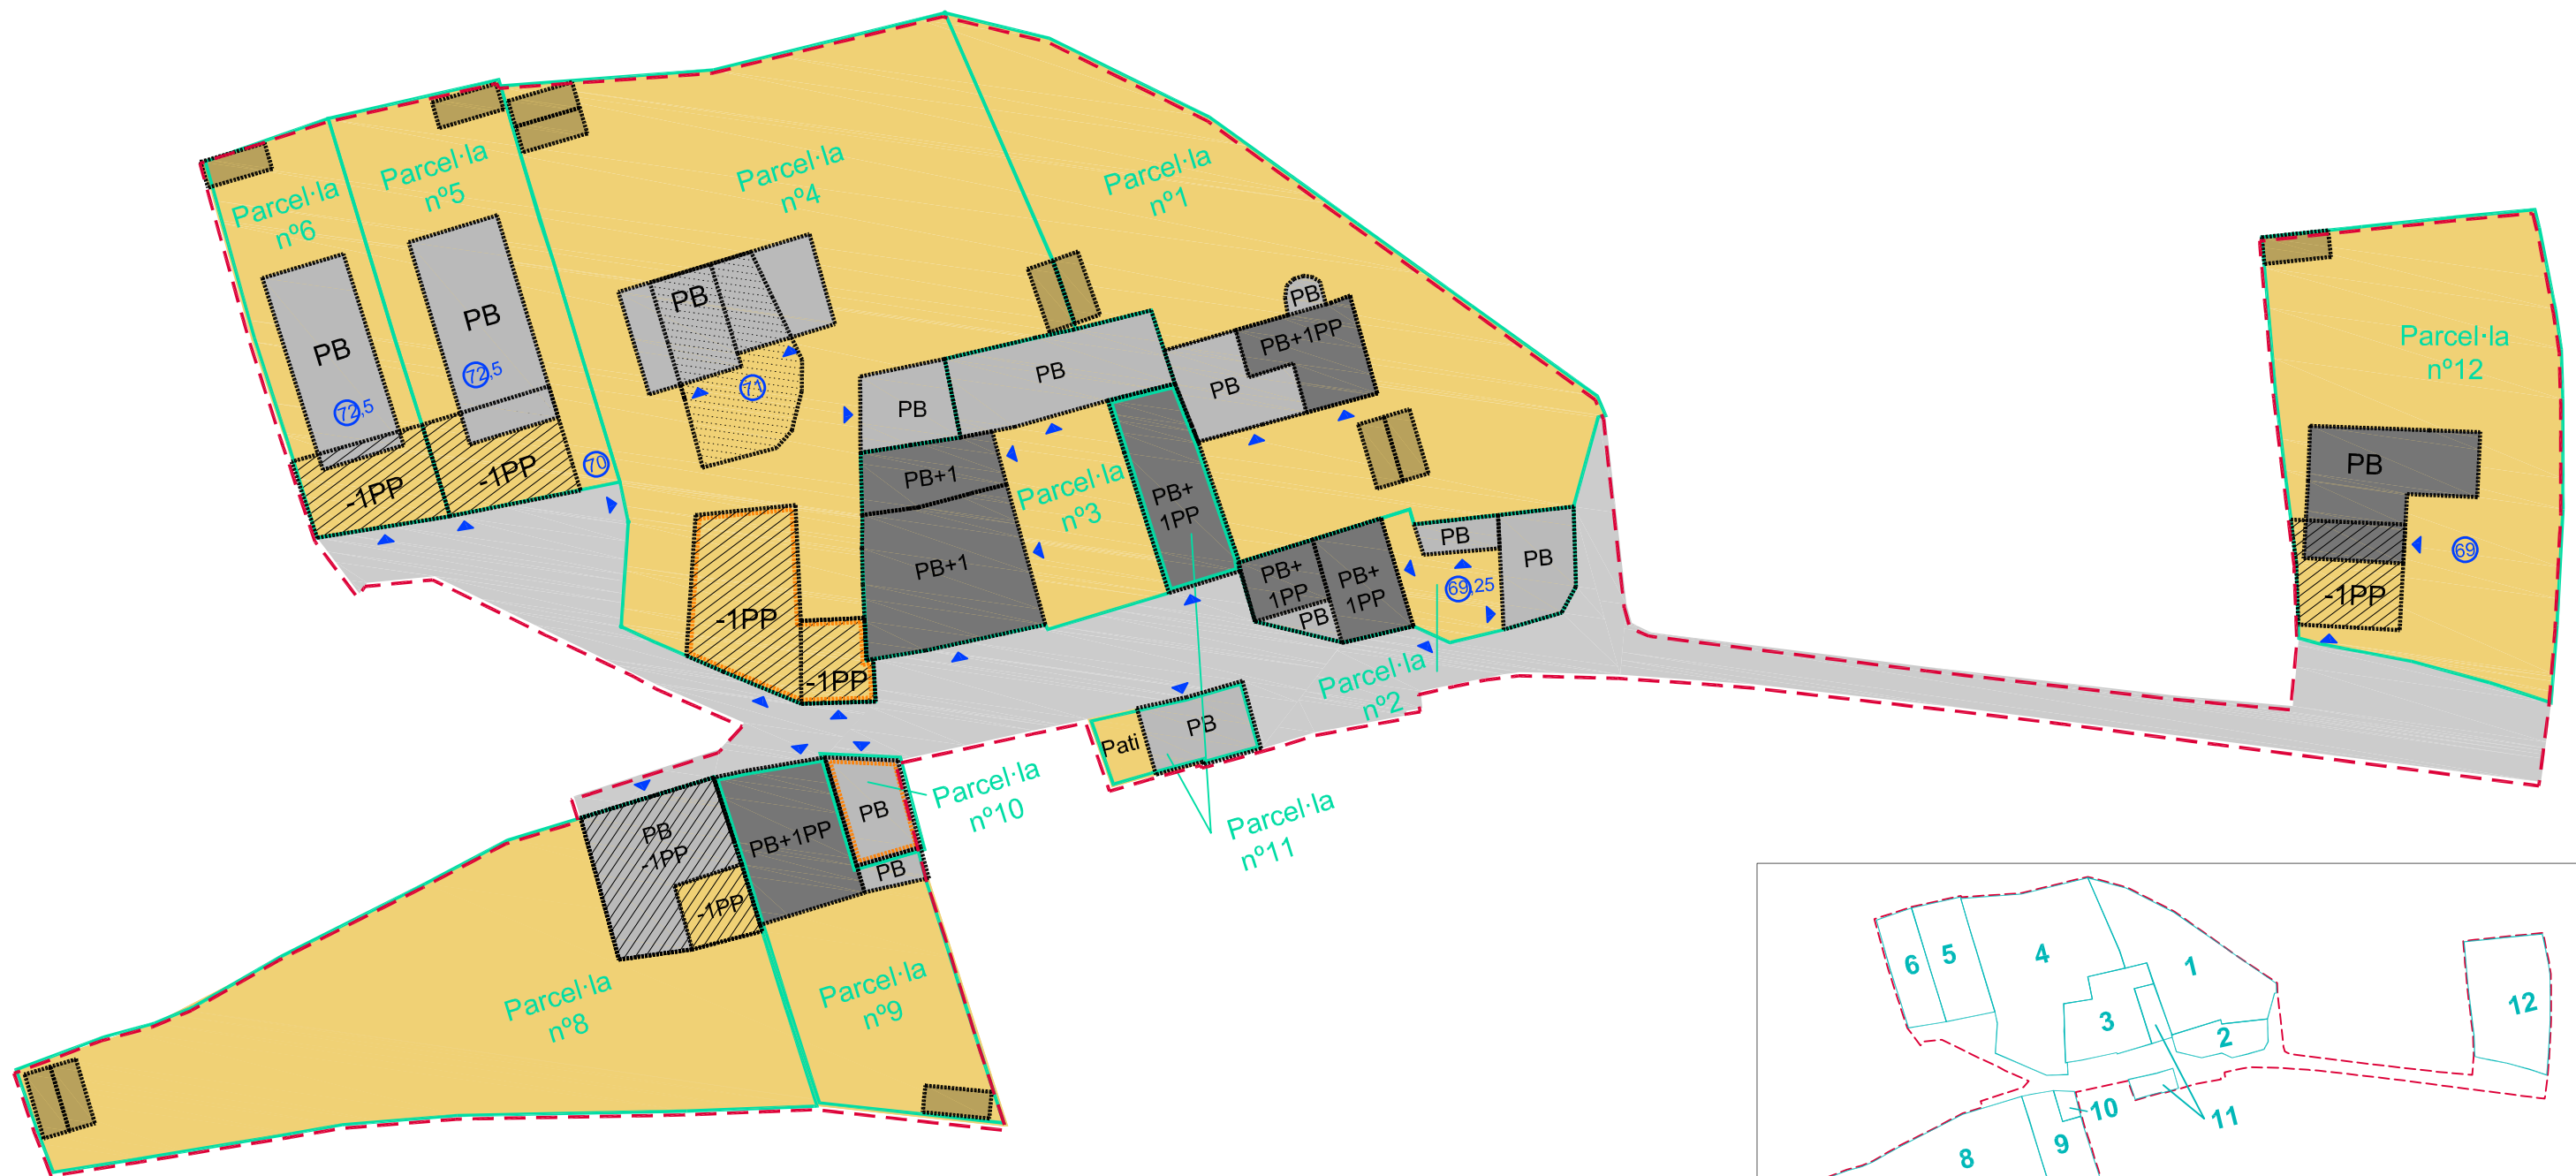 Parcel·la
nº6
Parcel·la
nº5
Parcel·la
nº4
Parcel·la
nº1
PB
72,5
PB
72,5
-1PP
-1PP
70
PB
71
PB
PB
PB
PB+1PP
PB
PB+1
PB+1
Parcel·la
nº3
PB+
1PP
-1PP
-1PP
PB+
1PP
PB
PB+
1PP
PB
69,25
PB
Parcel·la
nº2
Parcel·la
nº12
PB
69
-1PP
Pati
PB
Parcel·la
nº10
Parcel·la
nº11
PB
-1PP
-1PP
PB+1PP
PB
PB
Parcel·la
nº8
Parcel·la
nº9
6
5
4
1
3
2
12
10
11
9
8